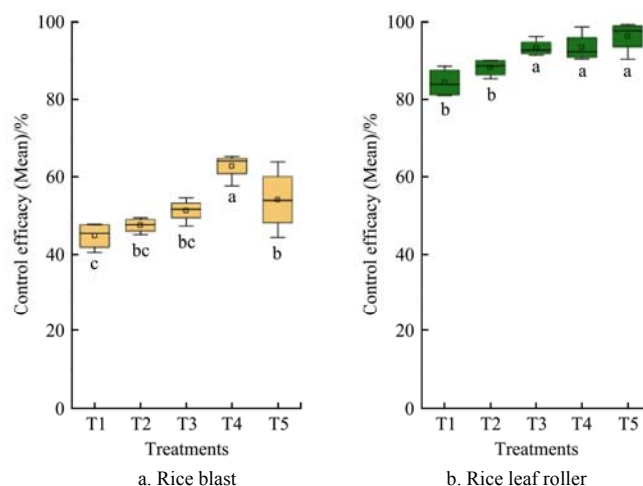 Control efficacy (Mean)/%
100
80
60
40
20
0
c
bc
bc
a
b
T1 T2 T3 T4 T5
Treatments
a. Rice blast
Control efficacy (Mean)/%
100
80
60
40
20
0
b
b
a
a
a
T1 T2 T3 T4 T5
Treatments
b. Rice leaf roller